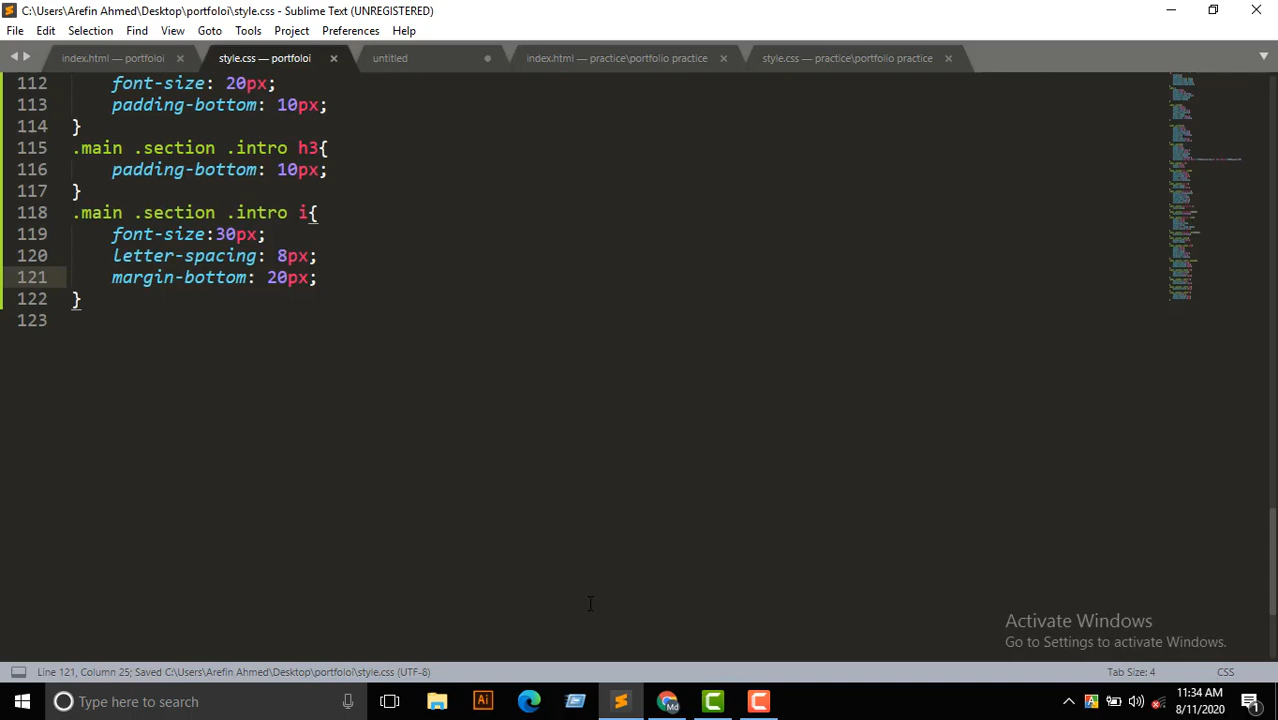 C:\Users\Arefin Ahmed\Desktop\portfoloi\style.css - Sublime Text (UNREGISTERED)
File Edit Selection Find View Goto Tools Project Preferences Help
index.html — portfoloi style.css — portfoloi untitled index.html — practice\portfolio practice style.css — practice\portfolio practice
112 font-size: 20px;
113 padding-bottom: 10px;
114 }
115 .main .section .intro h3{
116 padding-bottom: 10px;
117 }
118 .main .section .intro i{
119 font-size:30px;
120 letter-spacing: 8px;
121 margin-bottom: 20px;
122 }
123
Activate Windows
Go to Settings to activate Windows.
Line 121, Column 25; Saved C:\Users\Arefin Ahmed\Desktop\portfoloi\style.css (UTF-8) Tab Size: 4 CSS
Type here to search
Ai
Md
11:34 AM
8/11/2020
1